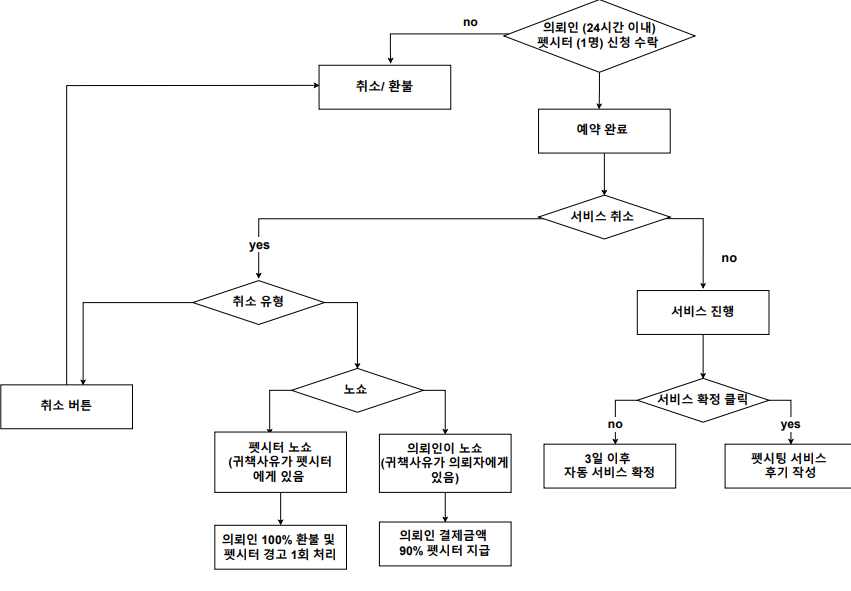 의뢰인 (24시간 이내)
펫시터 (1명) 신청 수락
no
취소/ 환불
예약 완료
서비스 취소
yes
no
취소 유형
서비스 진행
노쇼
취소 버튼
서비스 확정 클릭
no
yes
펫시터 노쇼
(귀책사유가 펫시터
에게 있음
의뢰인이 노쇼
(귀책사유가 의뢰자에게
있음)
3일 이후
자동 서비스 확정
펫시팅 서비스
후기 작성
의뢰인 100% 환불 및
펫시터 경고 1회 처리
의뢰인 결제금액
90% 펫시터 지급